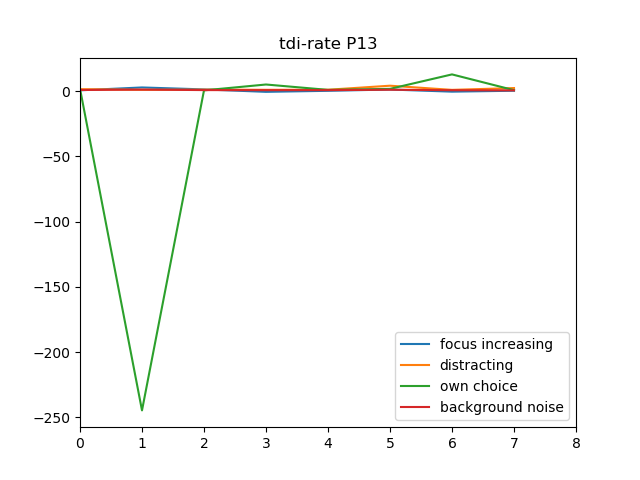 tdi-rate P13
0
−50
−100
−150
−200
−250
0 1 2 3 4 5 6 7 8
focus increasing
distracting
own choice
background noise